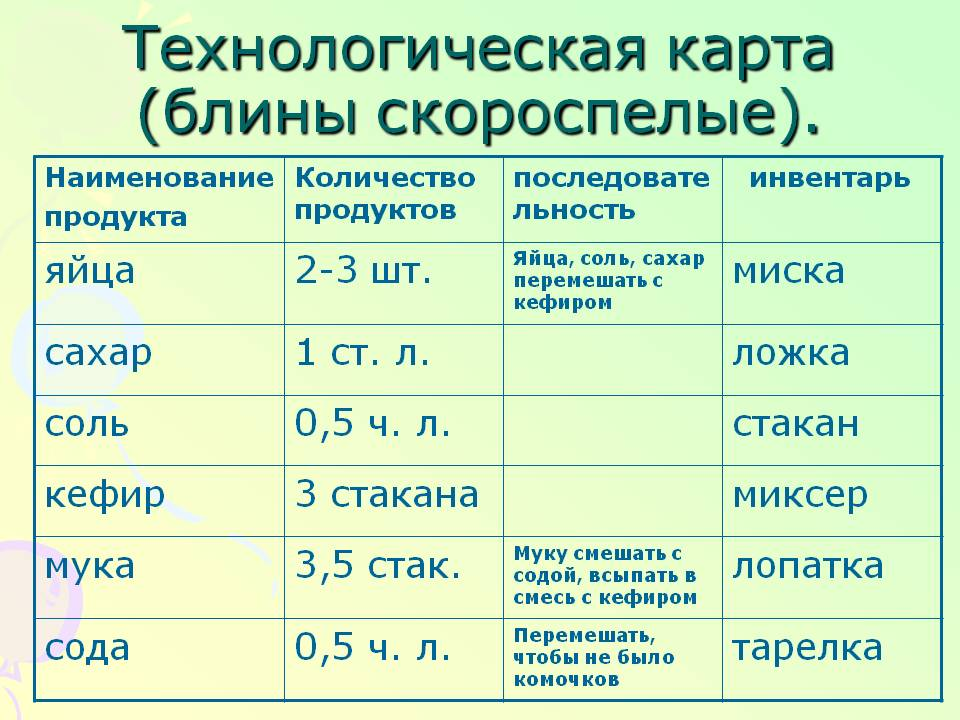 Технологическая карта
(блины скороспелые).
Наименование
продукта
Количество
продуктов
последовате
льность
инвентарь
яйца
2-3 шт.
Яйца, соль, сахар
перемешать с
кефиром
миска
сахар
1 ст. л.
ложка
соль
0,5 ч. л.
стакан
кефир
3 стакана
миксер
мука
3,5 стак.
Муку смешать с
содой, всыпать в
смесь с кефиром
лопатка
сода
0,5 ч. л.
Перемешать,
чтобы не было
комочков
тарелка